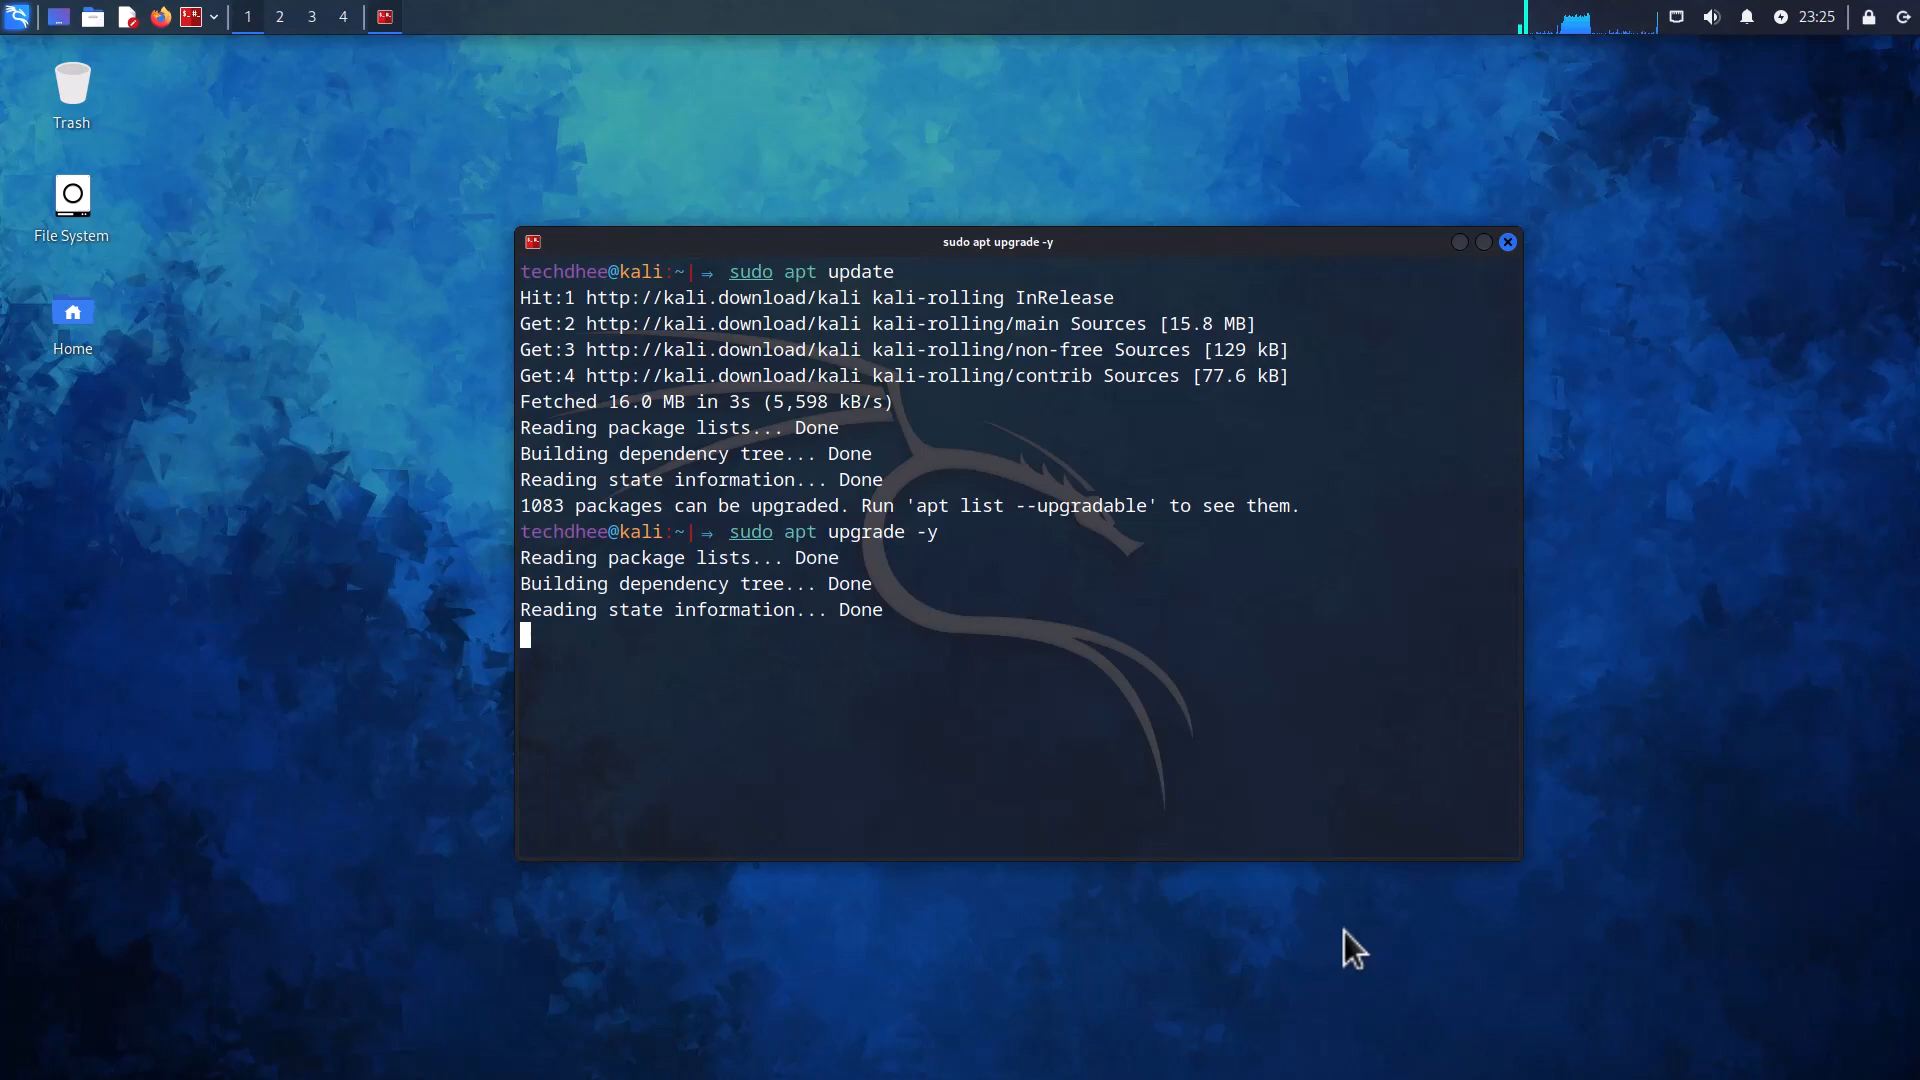 1 2 3 4 23:25
Trash
File System
Home
sudo apt upgrade -y
techdhee@kali:~|⇒ sudo apt update
Hit:1 http://kali.download/kali kali-rolling InRelease
Get:2 http://kali.download/kali kali-rolling/main Sources [15.8 MB]
Get:3 http://kali.download/kali kali-rolling/non-free Sources [129 kB]
Get:4 http://kali.download/kali kali-rolling/contrib Sources [77.6 kB]
Fetched 16.0 MB in 3s (5,598 kB/s)
Reading package lists... Done
Building dependency tree... Done
Reading state information... Done
1083 packages can be upgraded. Run 'apt list --upgradable' to see them.
techdhee@kali:~|⇒ sudo apt upgrade -y
Reading package lists... Done
Building dependency tree... Done
Reading state information... Done